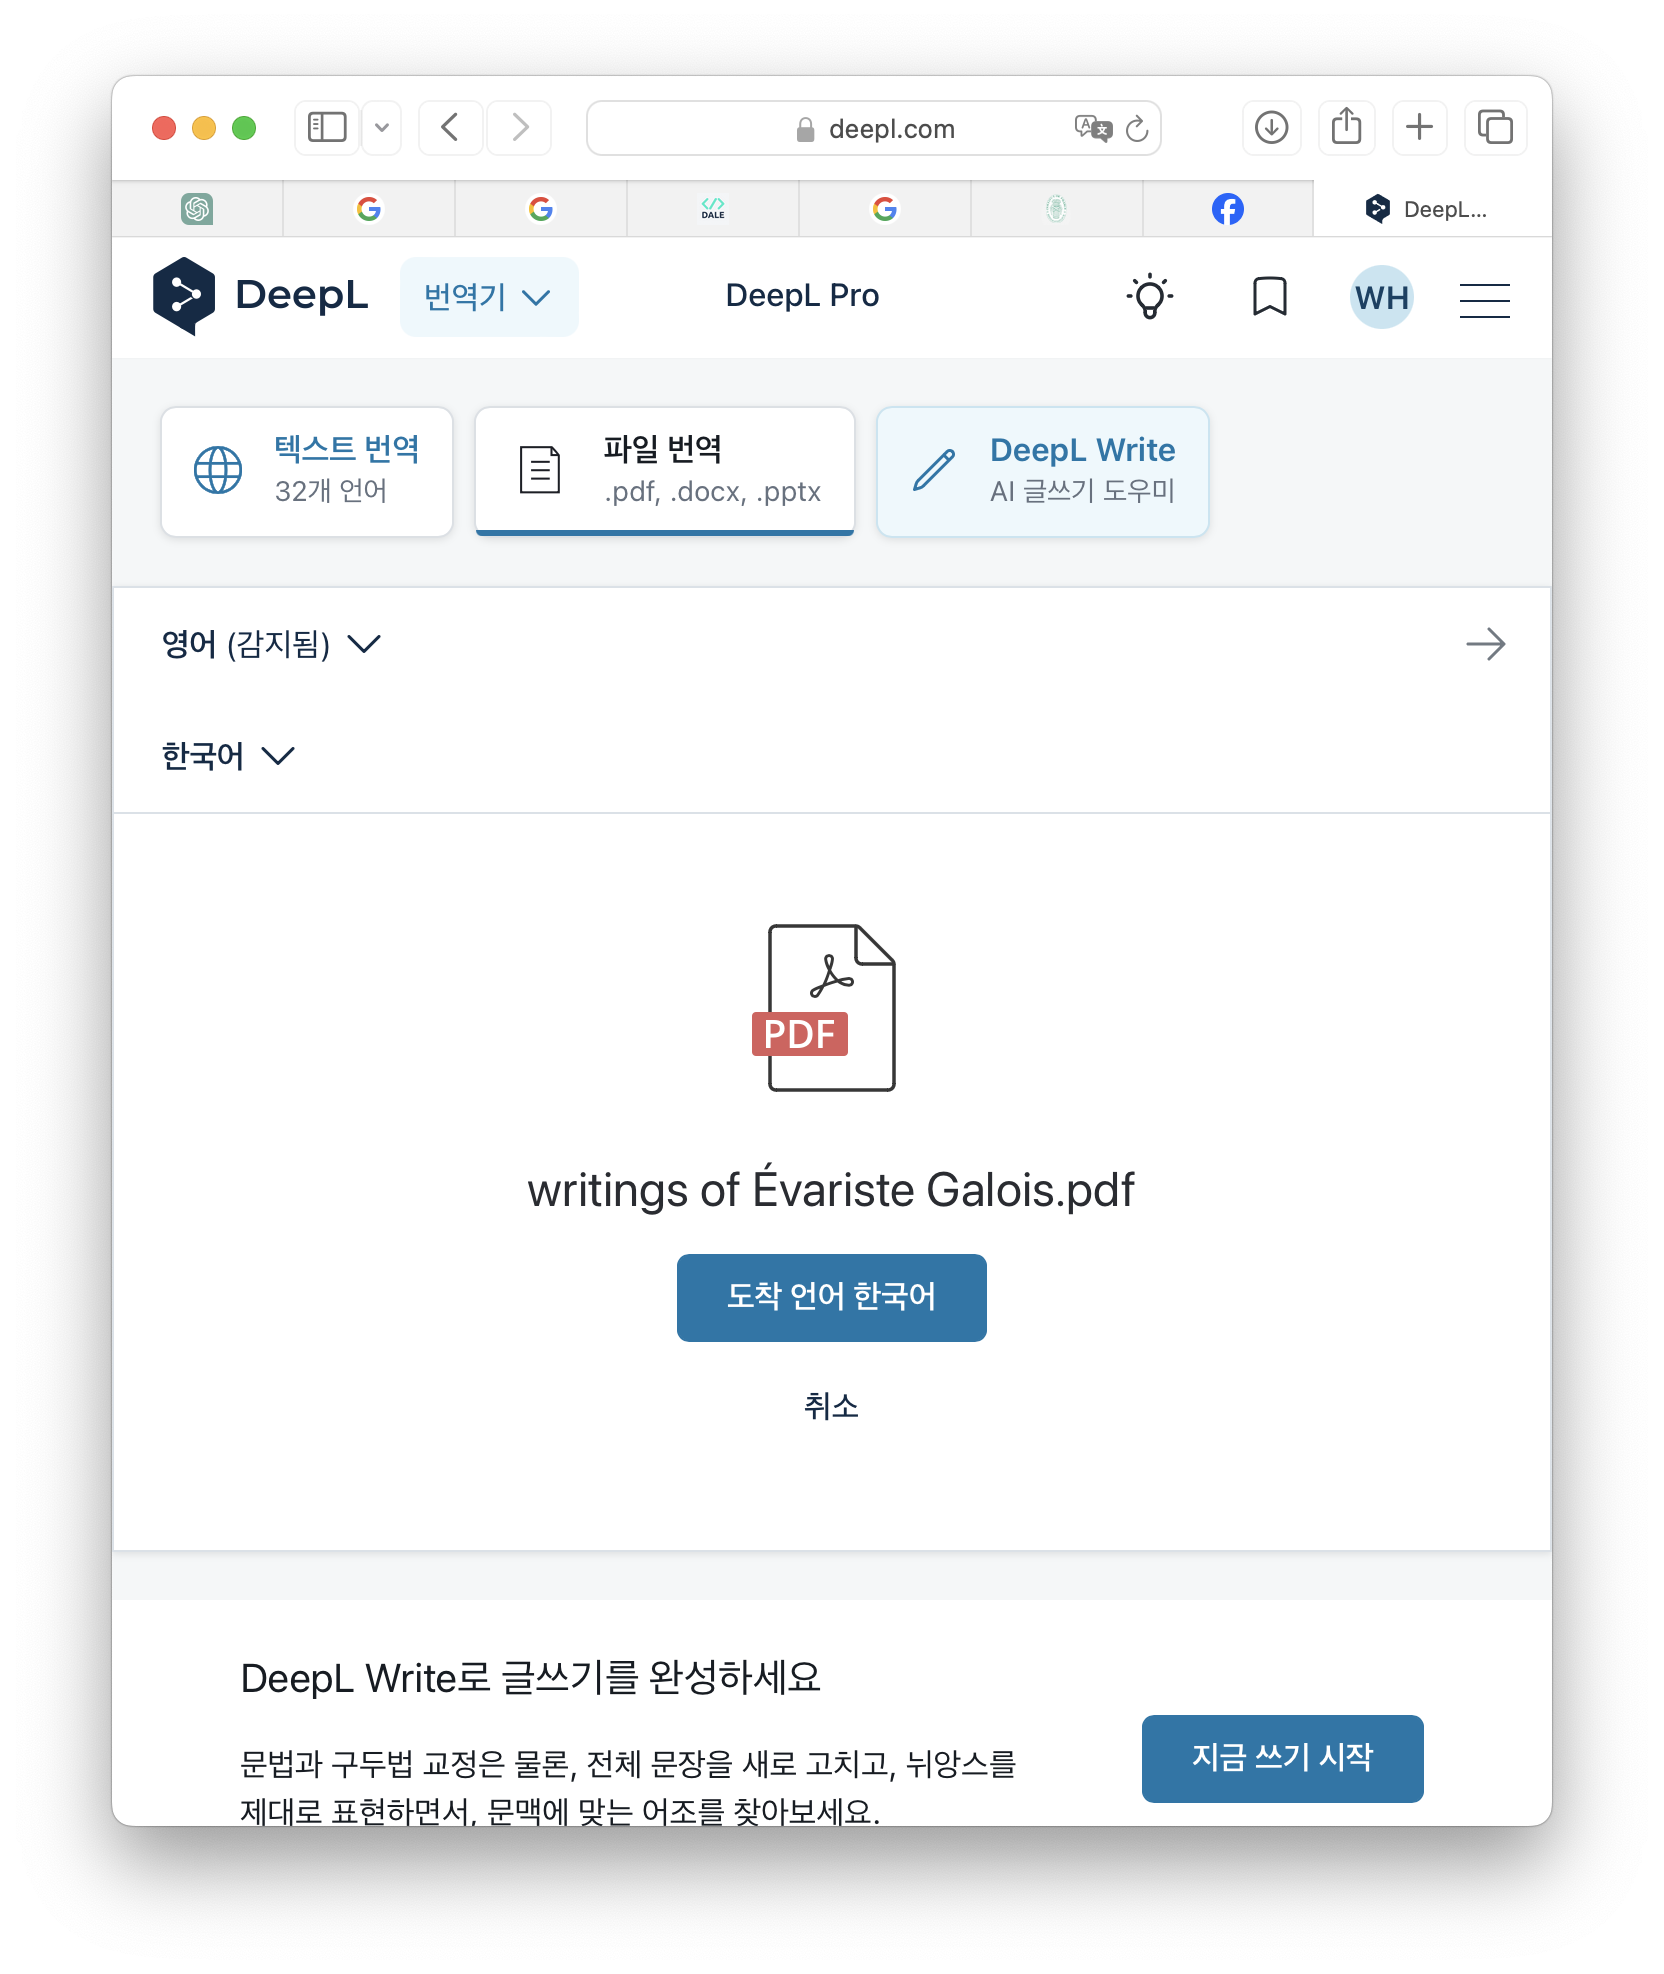 deepl.com
</> DALE
DeepL...
DeepL
번역기
DeepL Pro
WH
텍스트 번역
32개 언어
파일 번역
.pdf, .docx, .pptx
DeepL Write
AI 글쓰기 도우미
영어 (감지됨)
한국어
PDF
writings of Évariste Galois.pdf
도착 언어 한국어
취소
DeepL Write로 글쓰기를 완성하세요
문법과 구두법 교정은 물론, 전체 문장을 새로 고치고, 뉘앙스를
제대로 표현하면서, 문맥에 맞는 어조를 찾아보세요.
지금 쓰기 시작